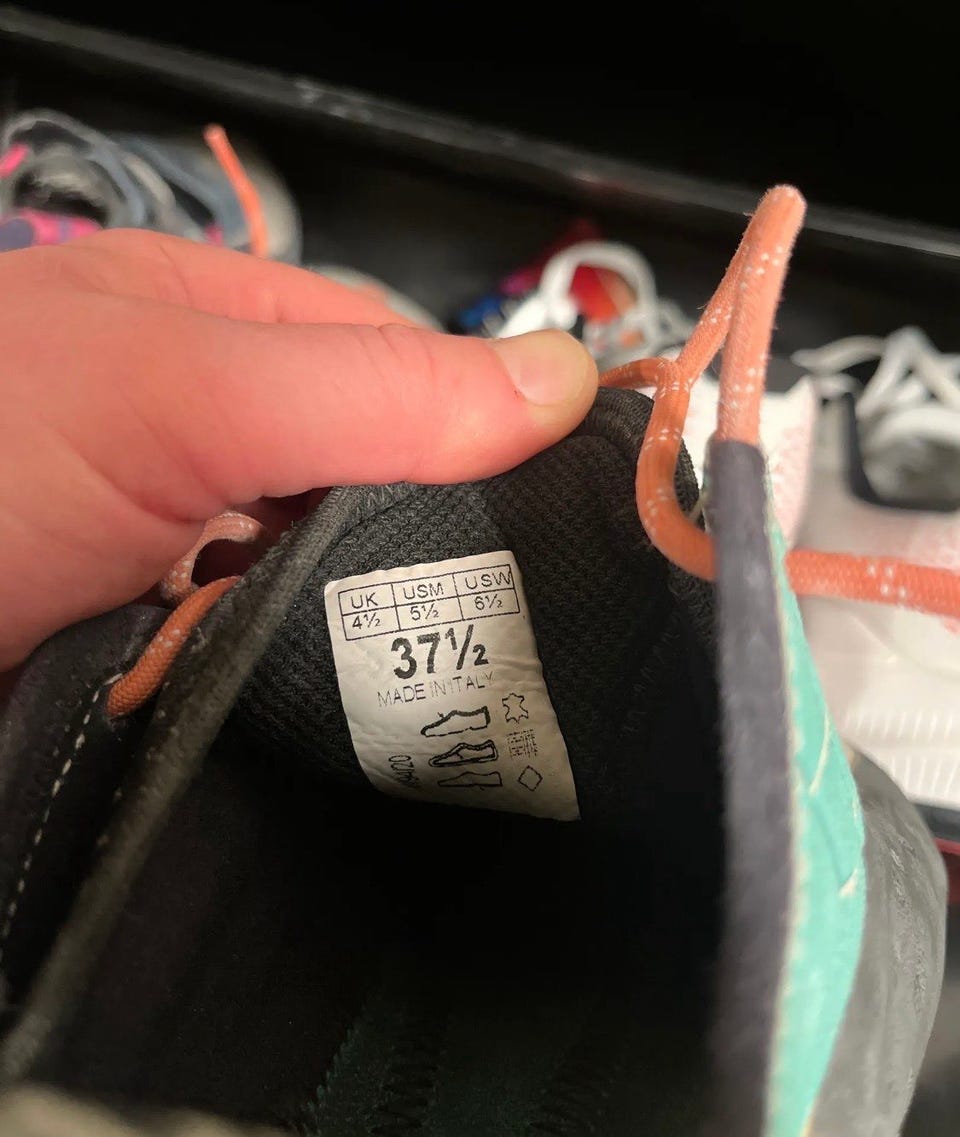 UK USM USW
4½ 5½ 6½
37½
MADE IN ITALY